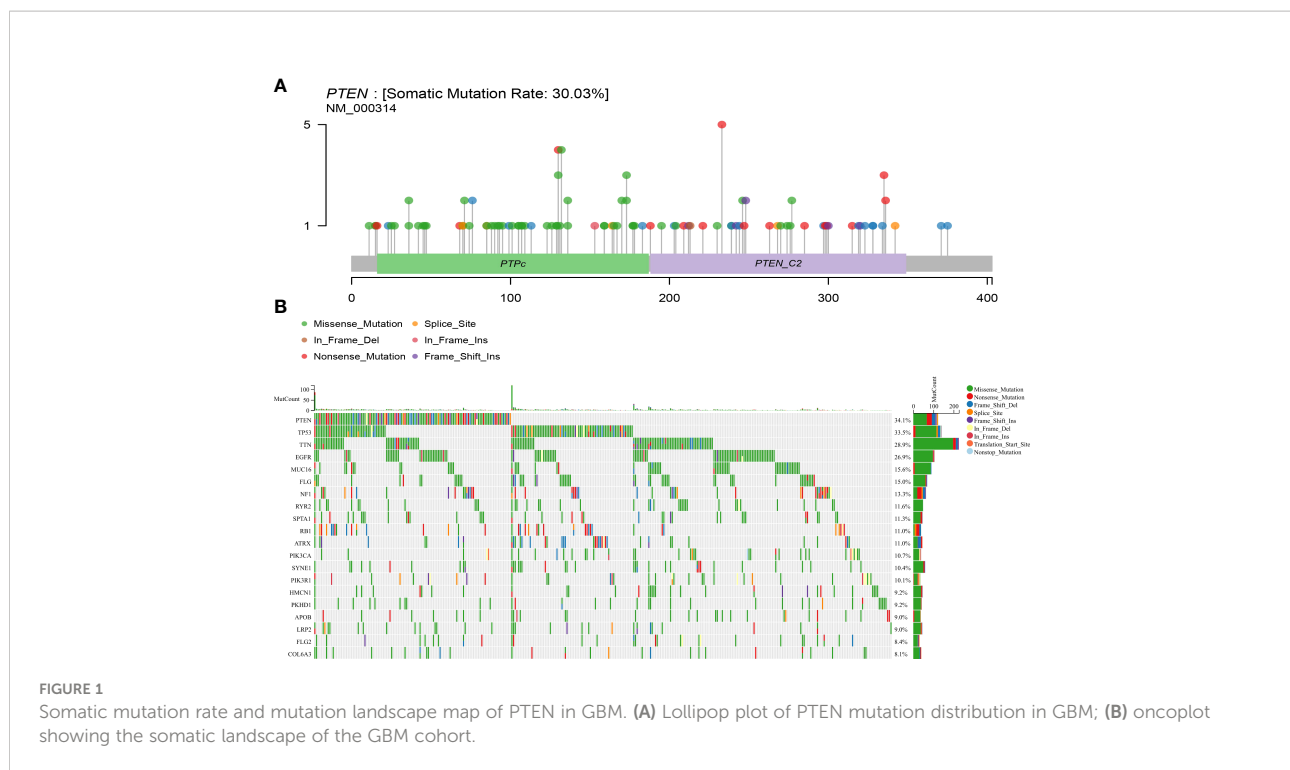 A
PTEN : [Somatic Mutation Rate: 30.03%]
NM_000314
5
1
PTPc
PTEN_C2
0 100 200 300 400
B
Missense_Mutation Splice_Site
In_Frame_Del In_Frame_Ins
Nonsense_Mutation Frame_Shift_Ins
100
50
0
MutCount
0 100 200
MutCount
Missense_Mutation
Nonsense_Mutation
Frame_Shift_Del
Splice_Site
Frame_Shift_Ins
In_Frame_Del
In_Frame_Ins
Translation_Start_Site
Nonstop_Mutation
PTEN 34.1%
TP53 33.5%
TTN 28.9%
EGFR 26.9%
MUC16 15.6%
FLG 15.0%
NF1 13.3%
RYR2 11.6%
SPTA1 11.3%
RB1 11.0%
ATRX 11.0%
PIK3CA 10.7%
SYNE1 10.4%
PIK3R1 10.1%
HMCN1 9.2%
PKHD1 9.2%
APOB 9.0%
LRP2 9.0%
FLG2 8.4%
COL6A3 8.1%
FIGURE 1
Somatic mutation rate and mutation landscape map of PTEN in GBM. (A) Lollipop plot of PTEN mutation distribution in GBM; (B) oncoplot
showing the somatic landscape of the GBM cohort.